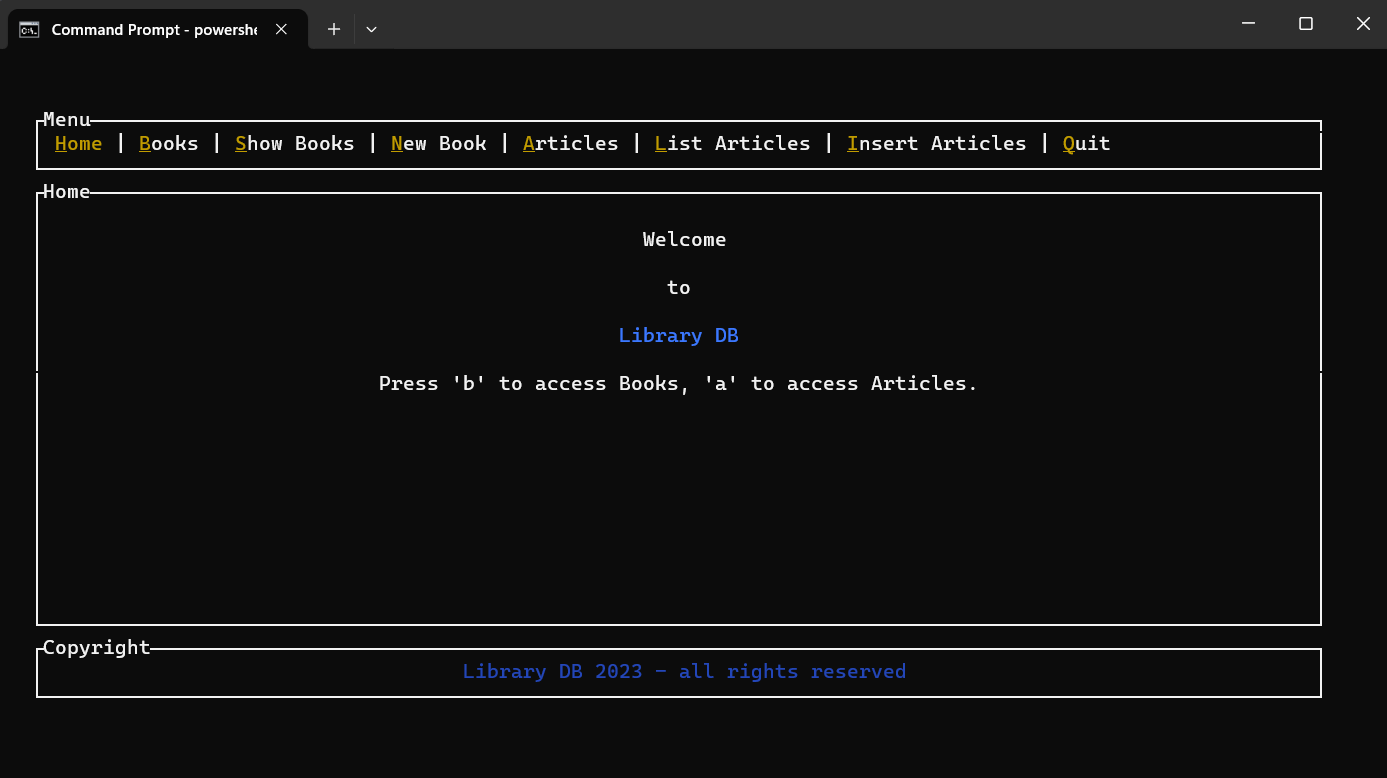 Command Prompt - powershe
Menu
Home | Books | Show Books | New Book | Articles | List Articles | Insert Articles | Quit
Home
Welcome
to
Library DB
Press 'b' to access Books, 'a' to access Articles.
Copyright
Library DB 2023 - all rights reserved